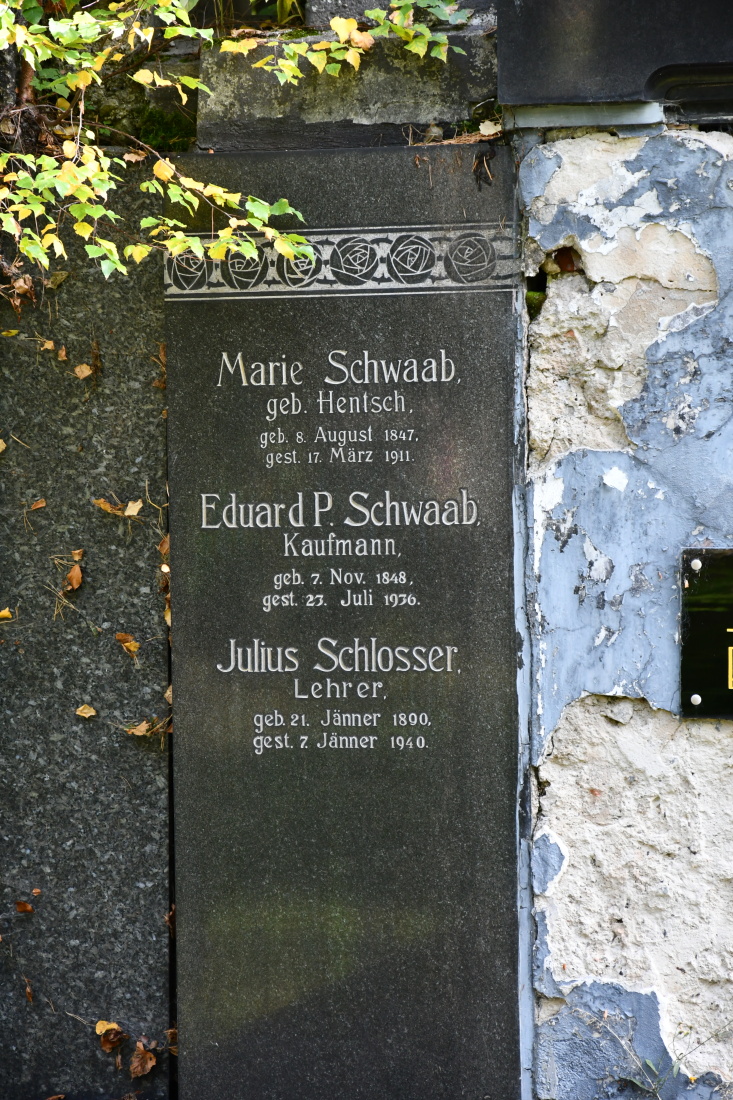 Marie Schwaab,
geb. Hentsch,
geb. 8. August 1847,
gest. 17. März 1911.
Eduard P. Schwaab,
Kaufmann,
geb. 7. Nov. 1848,
gest. 23. Juli 1936.
Julius Schlosser,
Lehrer,
geb. 21. Jänner 1890,
gest. 7. Jänner 1940.